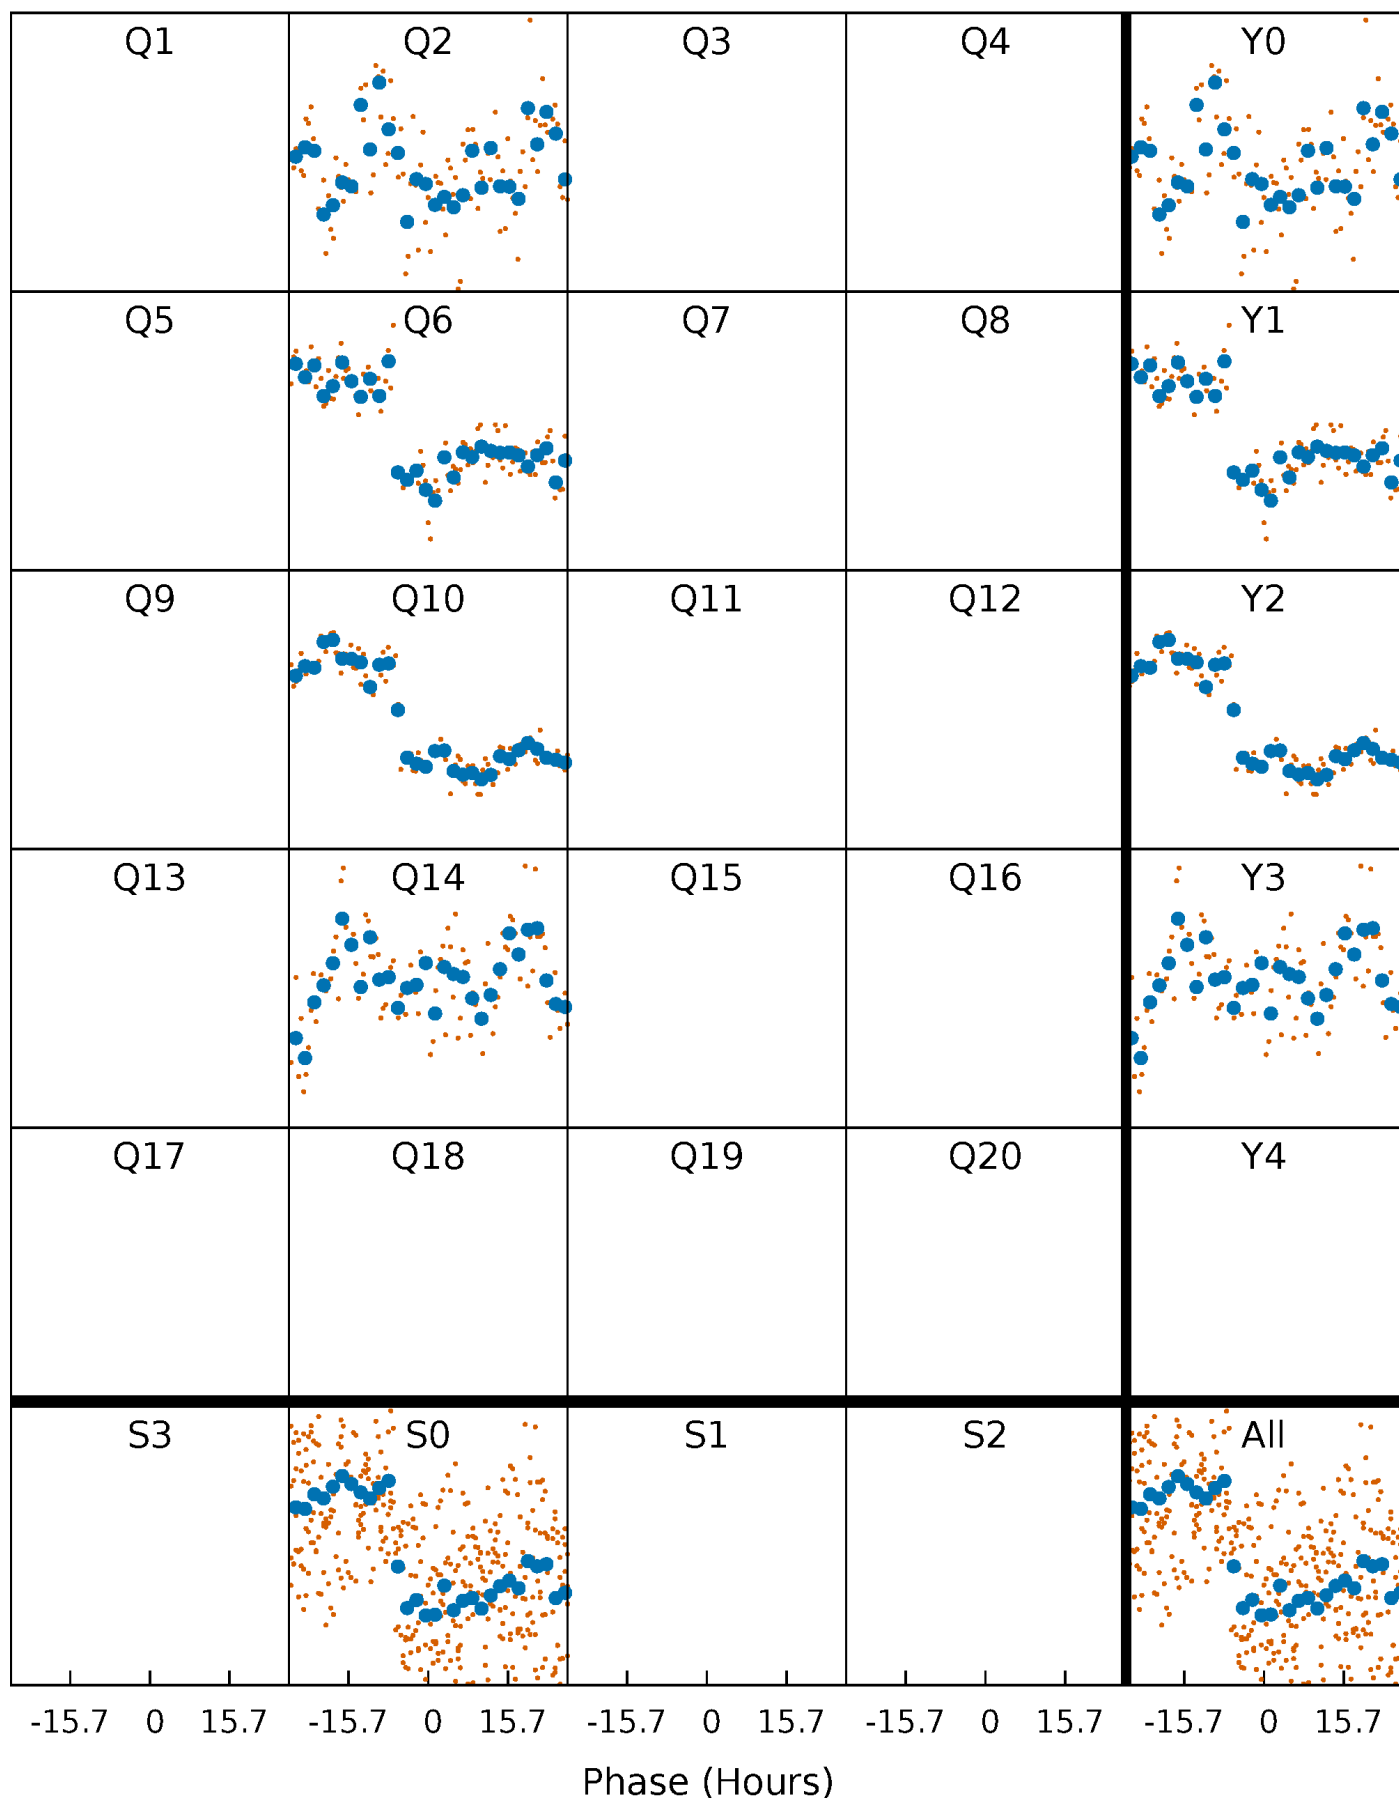 Q1 Q2 Q3 Q4 Y0
Q5 Q6 Q7 Q8 Y1
Q9 Q10 Q11 Q12 Y2
Q13 Q14 Q15 Q16 Y3
Q17 Q18 Q19 Q20 Y4
S3 S0 S1 S2 All
-15.7 0 15.7 -15.7 0 15.7 -15.7 0 15.7 -15.7 0 15.7 -15.7 0 15.7
Phase (Hours)